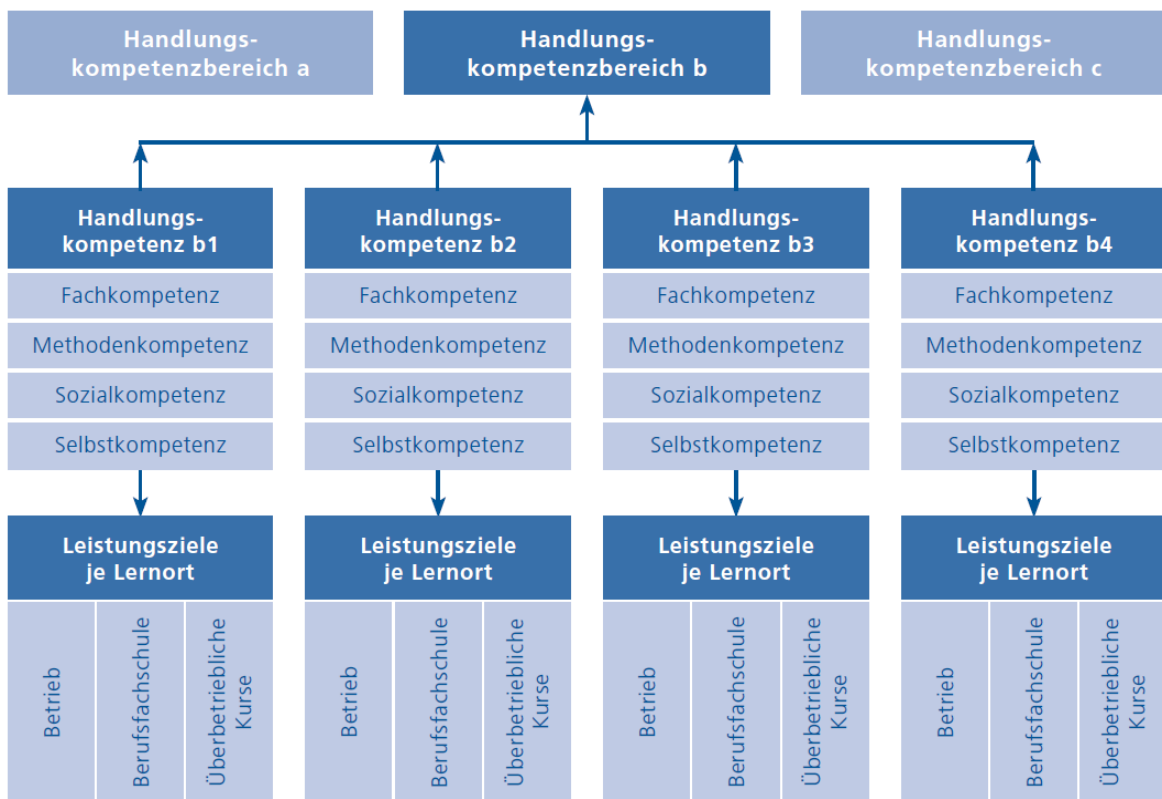 Handlungs-
kompetenzbereich a
Handlungs-
kompetenzbereich b
Handlungs-
kompetenzbereich c
Handlungs-
kompetenz b1
Handlungs-
kompetenz b2
Handlungs-
kompetenz b3
Handlungs-
kompetenz b4
Fachkompetenz
Fachkompetenz
Fachkompetenz
Fachkompetenz
Methodenkompetenz
Methodenkompetenz
Methodenkompetenz
Methodenkompetenz
Sozialkompetenz
Sozialkompetenz
Sozialkompetenz
Sozialkompetenz
Selbstkompetenz
Selbstkompetenz
Selbstkompetenz
Selbstkompetenz
Leistungsziele
je Lernort
Leistungsziele
je Lernort
Leistungsziele
je Lernort
Leistungsziele
je Lernort
Betrieb
Berufsfachschule
Überbetriebliche
Kurse
Betrieb
Berufsfachschule
Überbetriebliche
Kurse
Betrieb
Berufsfachschule
Überbetriebliche
Kurse
Betrieb
Berufsfachschule
Überbetriebliche
Kurse